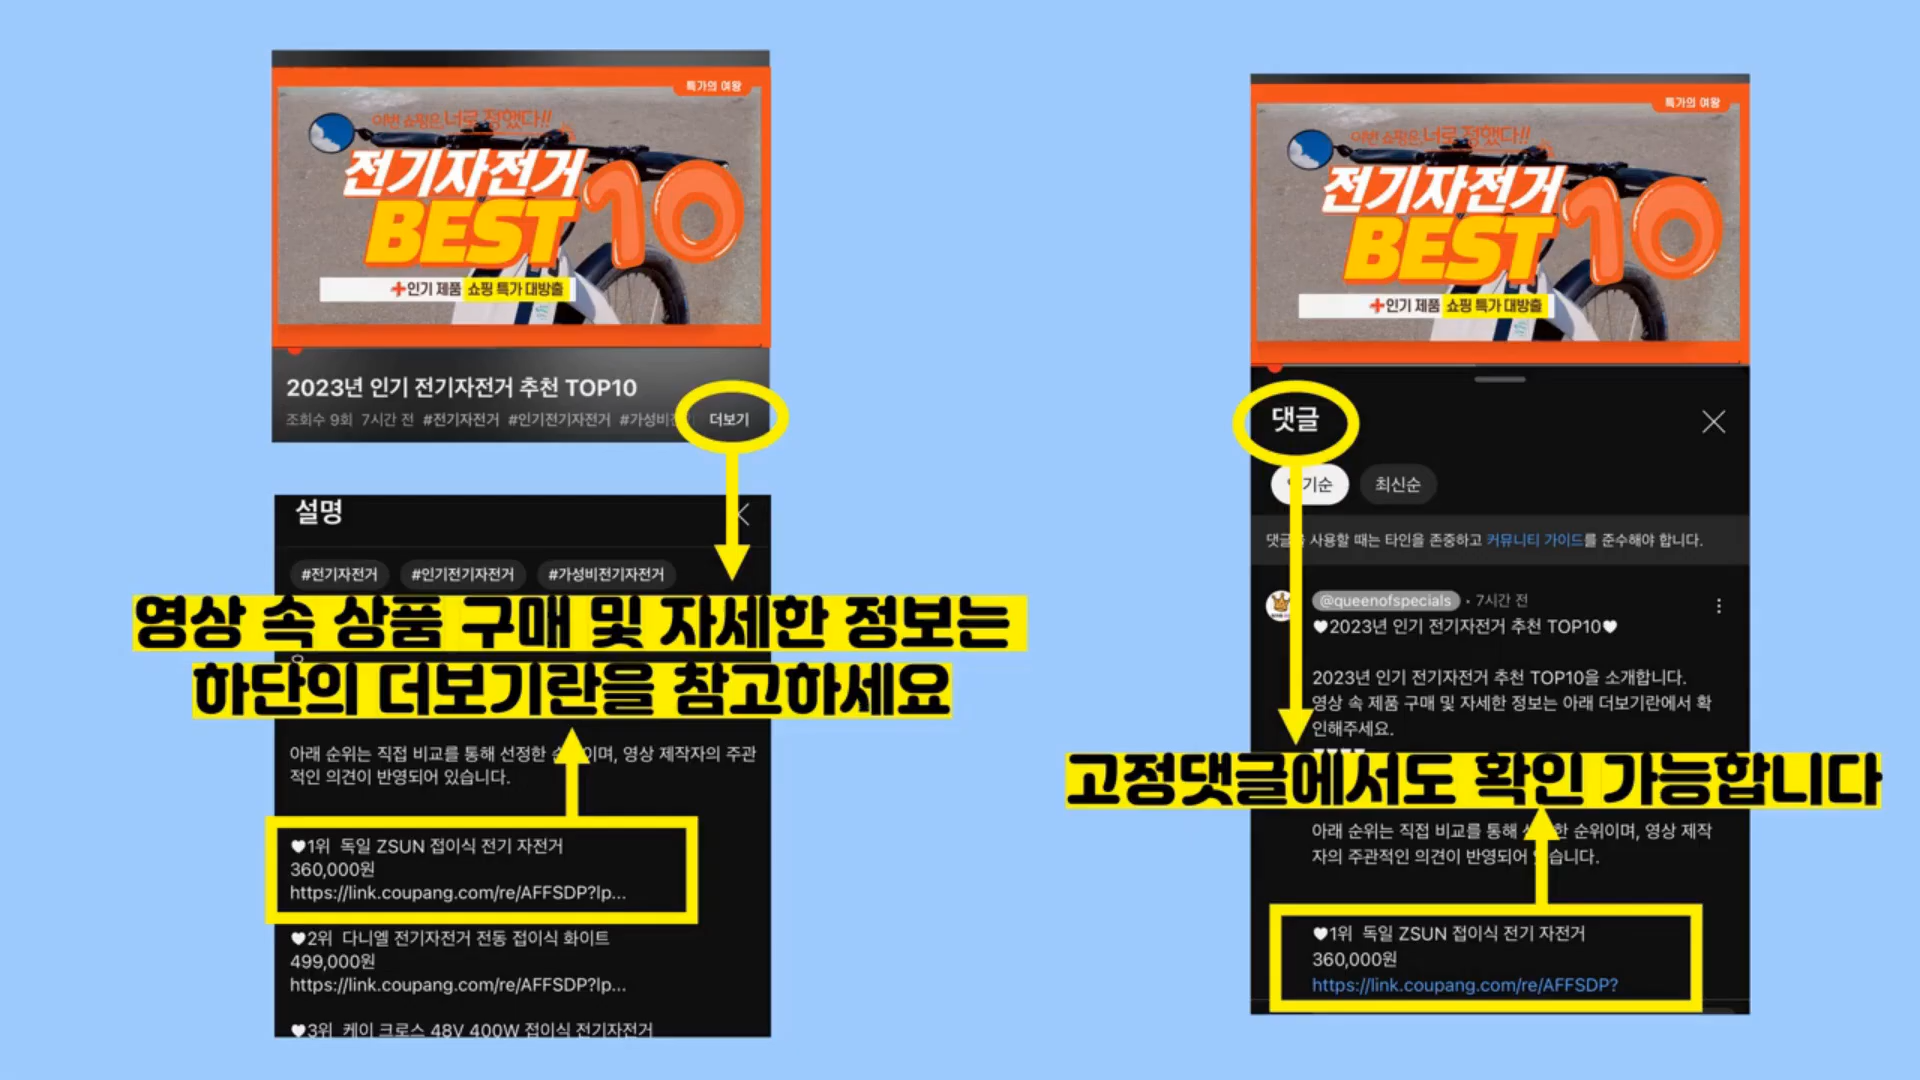 특가의 여왕
이번 쇼핑은 너로 정했다!!
전기자전거
BEST 10
+인기 제품 쇼핑 특가 대방출
2023년 인기 전기자전거 추천 TOP10
조회수 9회 7시간 전 #전기자전거 #인기전기자전거 #가성비
더보기
설명
#전기자전거 #인기전기자전거 #가성비전기자전거
영상 속 상품 구매 및 자세한 정보는
하단의 더보기란을 참고하세요
아래 순위는 직접 비교를 통해 선정한 이며, 영상 제작자의 주관
적인 의견이 반영되어 있습니다.
♥1위 독일 ZSUN 접이식 전기 자전거
360,000원
https://link.coupang.com/re/AFFSDP?lp...
♥2위 다니엘 전기자전거 전동 접이식 화이트
499,000원
https://link.coupang.com/re/AFFSDP?lp...
♥3위 케이 크로스 48V 400W 접이식 전기자전거
특가의 여왕
이번 쇼핑은 너로 정했다!!
전기자전거
BEST 10
+인기 제품 쇼핑 특가 대방출
댓글
기순 최신순
댓글 사용할 때는 타인을 존중하고 커뮤니티 가이드를 준수해야 합니다.
@queenofspecials · 7시간 전
♥2023년 인기 전기자전거 추천 TOP10♥
2023년 인기 전기자전거 추천 TOP10을 소개합니다.
영상 속 제품 구매 및 자세한 정보는 아래 더보기란에서 확
인해주세요.
고정댓글에서도 확인 가능합니다
아래 순위는 직접 비교를 통해 한 순위이며, 영상 제작
자의 주관적인 의견이 반영되어 습니다.
♥1위 독일 ZSUN 접이식 전기 자전거
360,000원
https://link.coupang.com/re/AFFSDP?